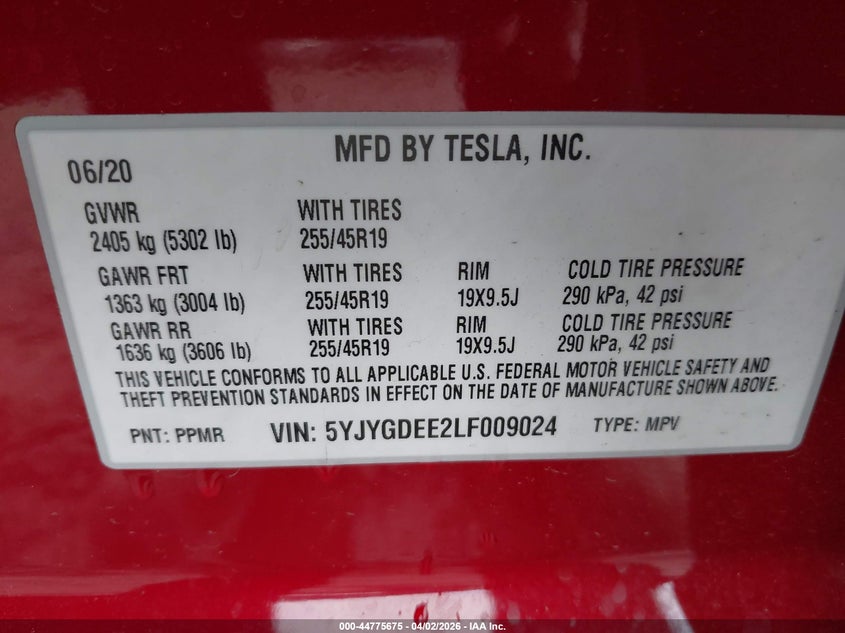 MFD BY TESLA, INC.
06/20
GVWR WITH TIRES
2405 kg (5302 lb) 255/45R19
GAWR FRT WITH TIRES RIM COLD TIRE PRESSURE
1363 kg (3004 lb) 255/45R19 19X9.5J 290 kPa, 42 psi
GAWR RR WITH TIRES RIM COLD TIRE PRESSURE
1636 kg (3606 lb) 255/45R19 19X9.5J 290 kPa, 42 psi
THIS VEHICLE CONFORMS TO ALL APPLICABLE U.S. FEDERAL MOTOR VEHICLE SAFETY AND
THEFT PREVENTION STANDARDS IN EFFECT ON THE DATE OF MANUFACTURE SHOWN ABOVE.
PNT: PPMR VIN: 5YJYGDEE2LF009024 TYPE: MPV
000-44775675 04/02/2026 IAA Inc.